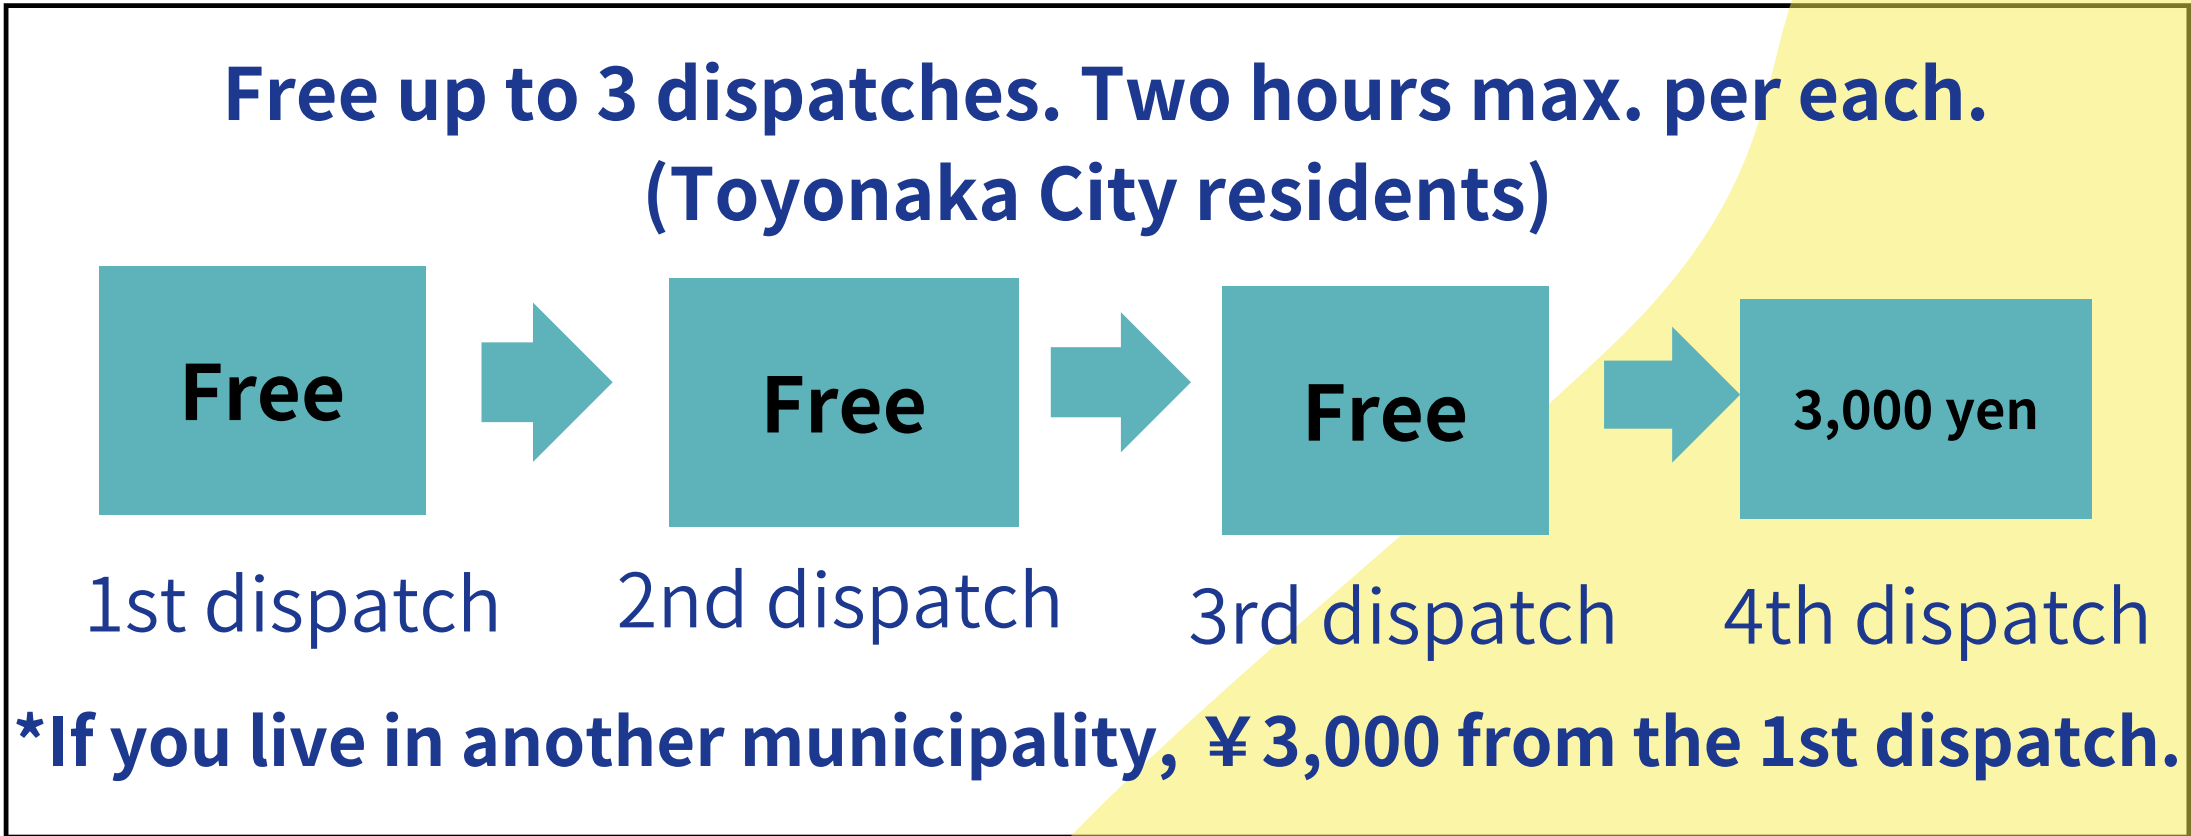 Free up to 3 dispatches. Two hours max. per each.
(Toyonaka City residents)
Free
Free
Free
3,000 yen
1st dispatch
2nd dispatch
3rd dispatch
4th dispatch
*If you live in another municipality, ¥3,000 from the 1st dispatch.